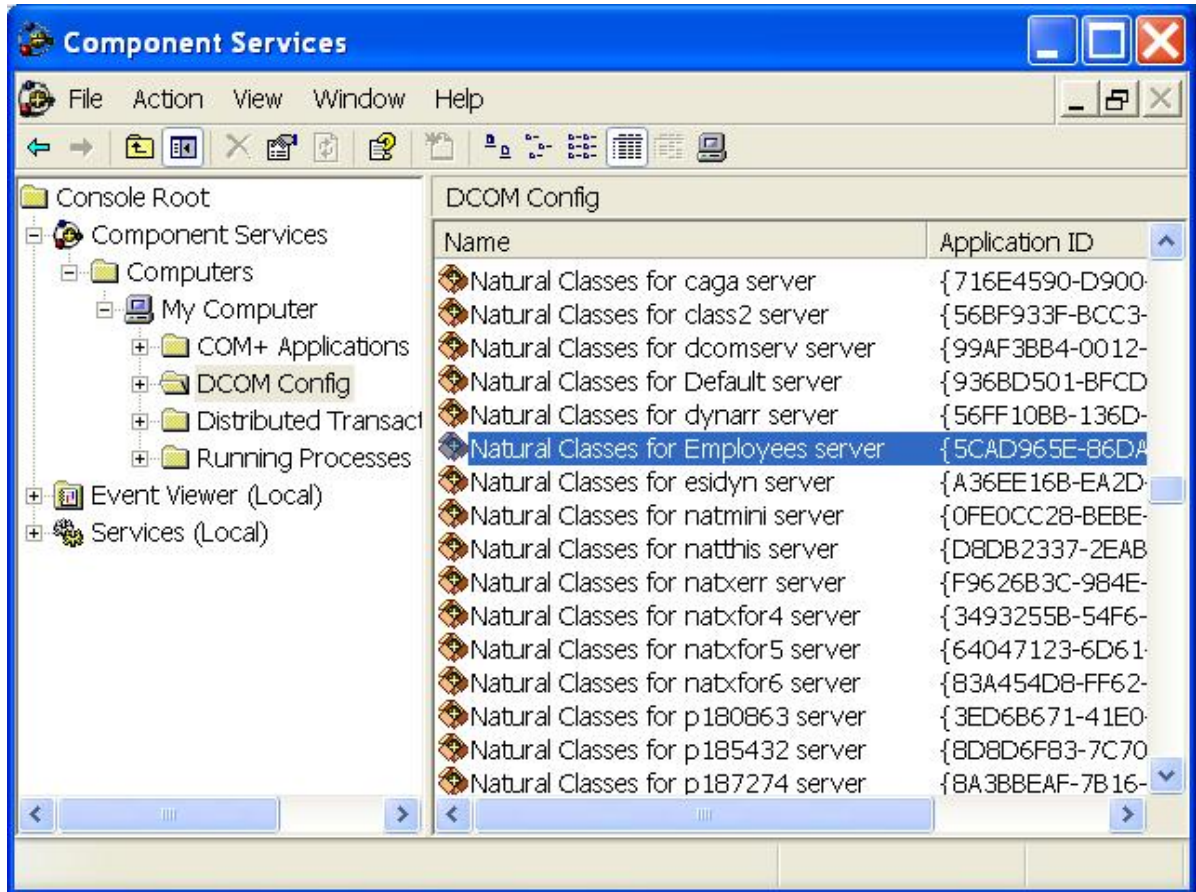 Component Services
File Action View Window Help
Console Root
Component Services
Computers
My Computer
COM+ Applications
DCOM Config
Distributed Transact
Running Processes
Event Viewer (Local)
Services (Local)
DCOM Config
Name Application ID
Natural Classes for caga server {716E4590-D900-
Natural Classes for class2 server {56BF933F-BCC3-
Natural Classes for dcomserv server {99AF3BB4-0012-
Natural Classes for Default server {936BD501-BFCD
Natural Classes for dynarr server {56FF10BB-136D-
Natural Classes for Employees server {5CAD965E-86DA
Natural Classes for esidyn server {A36EE16B-EA2D-
Natural Classes for natmini server {0FE0CC28-BEBE-
Natural Classes for natthis server {D8DB2337-2EAB
Natural Classes for natxerr server {F9626B3C-984E-
Natural Classes for natxfor4 server {3493255B-54F6-
Natural Classes for natxfor5 server {64047123-6D61-
Natural Classes for natxfor6 server {83A454D8-FF62-
Natural Classes for p180863 server {3ED6B671-41E0-
Natural Classes for p185432 server {8D8D6F83-7C70
Natural Classes for p187274 server {8A3BBEAF-7B16-